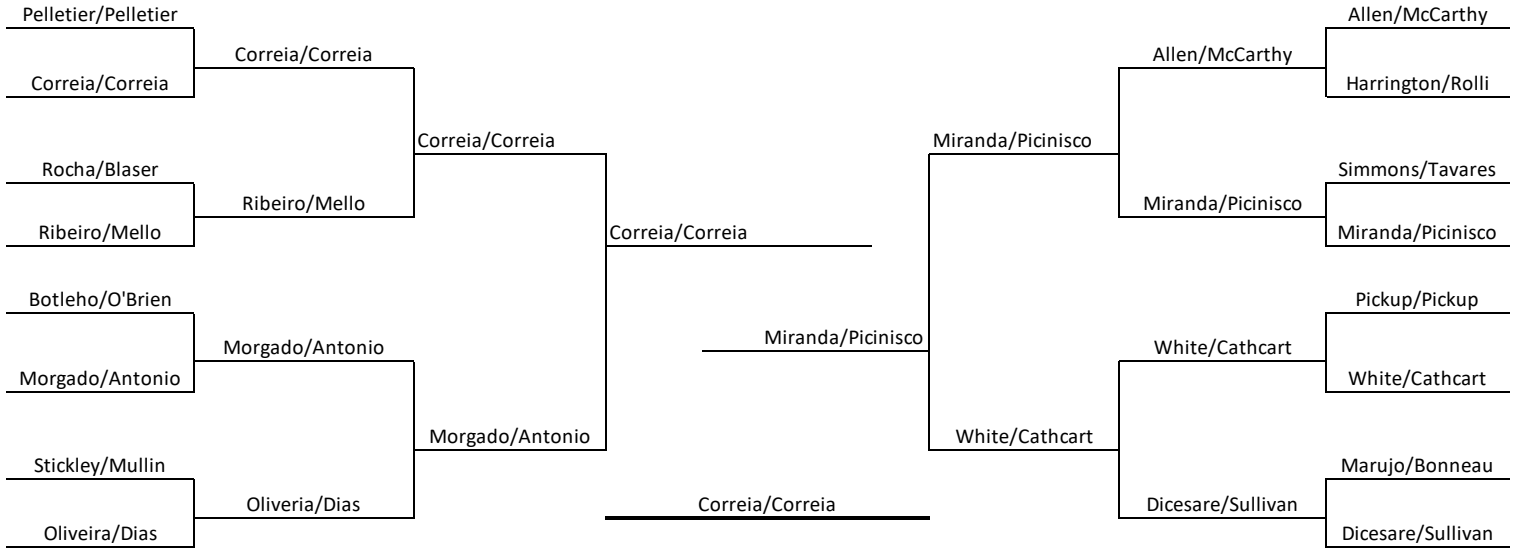 Pelletier/Pelletier
Allen/McCarthy
Correia/Correia
Allen/McCarthy
Correia/Correia
Harrington/Rolli
Correia/Correia
Miranda/Picinisco
Rocha/Blaser
Simmons/Tavares
Ribeiro/Mello
Miranda/Picinisco
Ribeiro/Mello
Correia/Correia
Miranda/Picinisco
Botleho/O'Brien
Pickup/Pickup
Miranda/Picinisco
Morgado/Antonio
White/Cathcart
Morgado/Antonio
White/Cathcart
Morgado/Antonio
White/Cathcart
Stickley/Mullin
Marujo/Bonneau
Oliveria/Dias
Correia/Correia
Dicesare/Sullivan
Oliveira/Dias
Dicesare/Sullivan